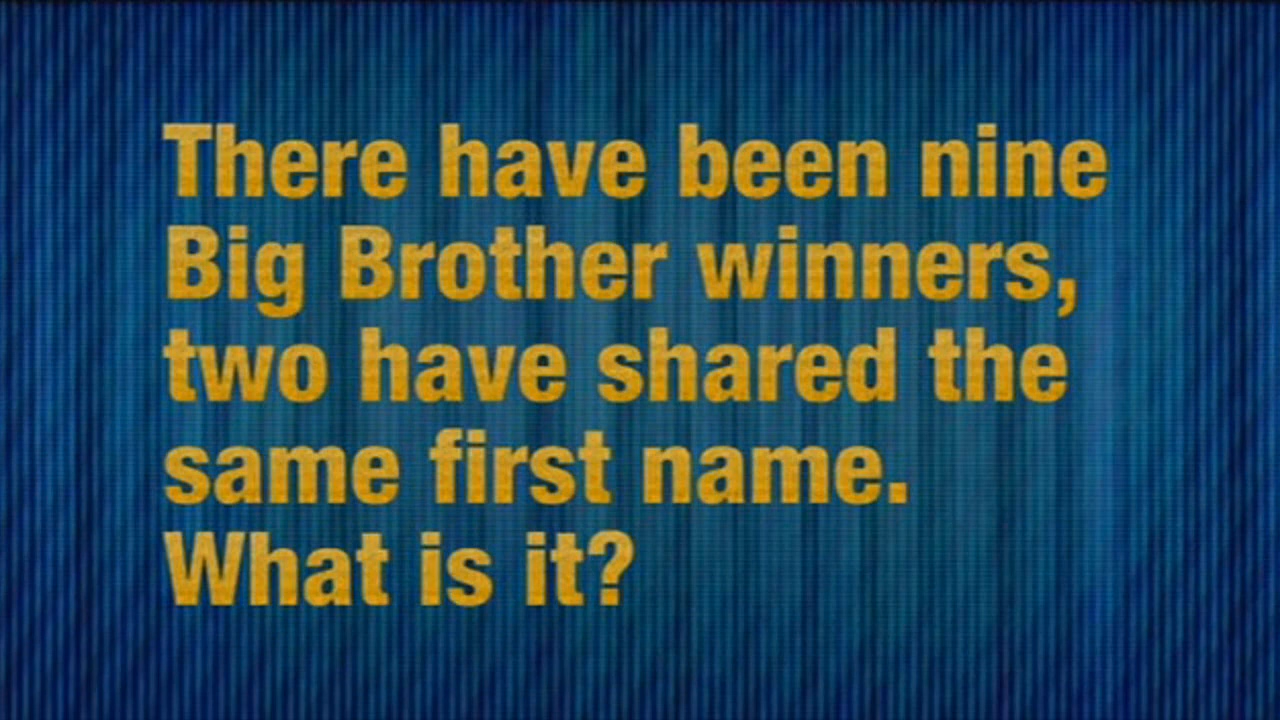 There have been nine
Big Brother winners,
two have shared the
same first name.
What is it?